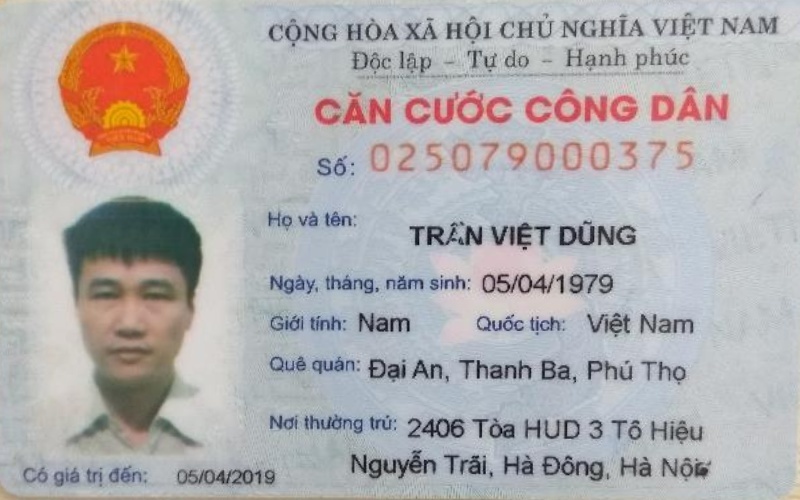 CỘNG HÒA XÃ HỘI CHỦ NGHĨA VIỆT NAM
Độc lập - Tự do - Hạnh phúc
CĂN CƯỚC CÔNG DÂN
Số: 025079000375
Họ và tên: TRẦN VIỆT DŨNG
Ngày, tháng, năm sinh: 05/04/1979
Giới tính: Nam Quốc tịch: Việt Nam
Quê quán: Đại An, Thanh Ba, Phú Thọ
Nơi thường trú: 2406 Tòa HUD 3 Tô Hiệu
Nguyễn Trãi, Hà Đông, Hà Nội
Có giá trị đến: 05/04/2019